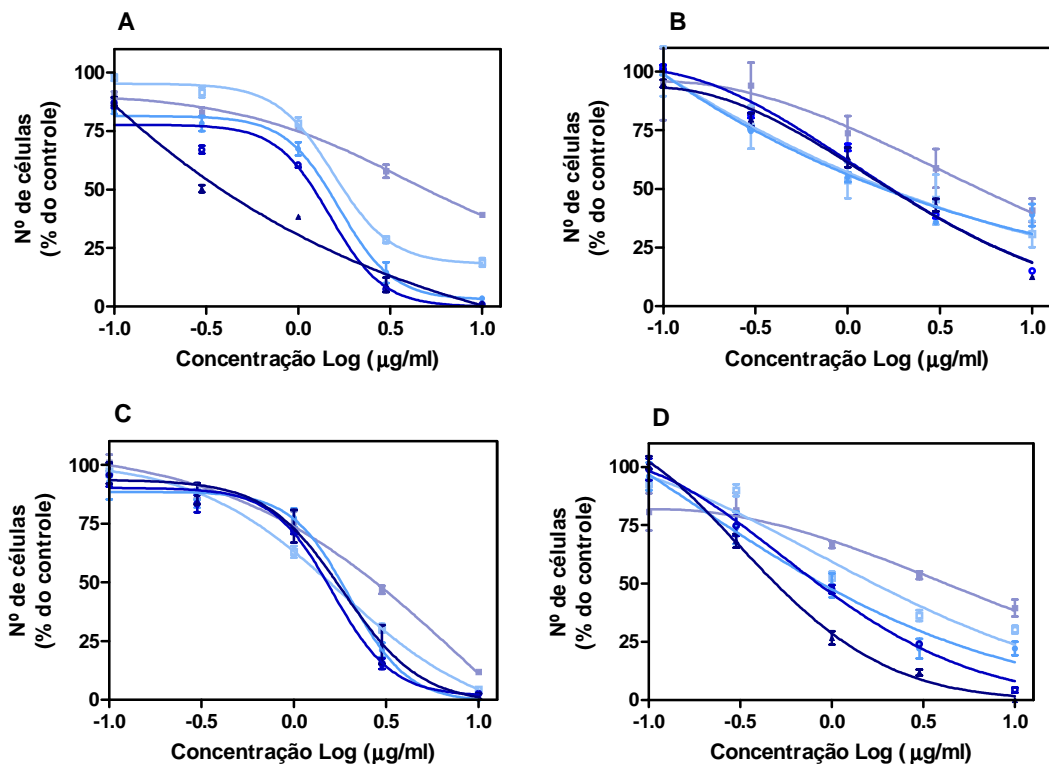 A
Nº de células
(% do controle)
100
75
50
25
0
-1.0 -0.5 0.0 0.5 1.0
Concentração Log (µg/ml)
B
Nº de células
(% do controle)
100
75
50
25
0
-1.0 -0.5 0.0 0.5 1.0
Concentração Log (µg/ml)
C
Nº de células
(% do controle)
100
75
50
25
0
-1.0 -0.5 0.0 0.5 1.0
Concentração Log (µg/ml)
D
Nº de células
(% do controle)
100
75
50
25
0
-1.0 -0.5 0.0 0.5 1.0
Concentração Log ( µg/ml)